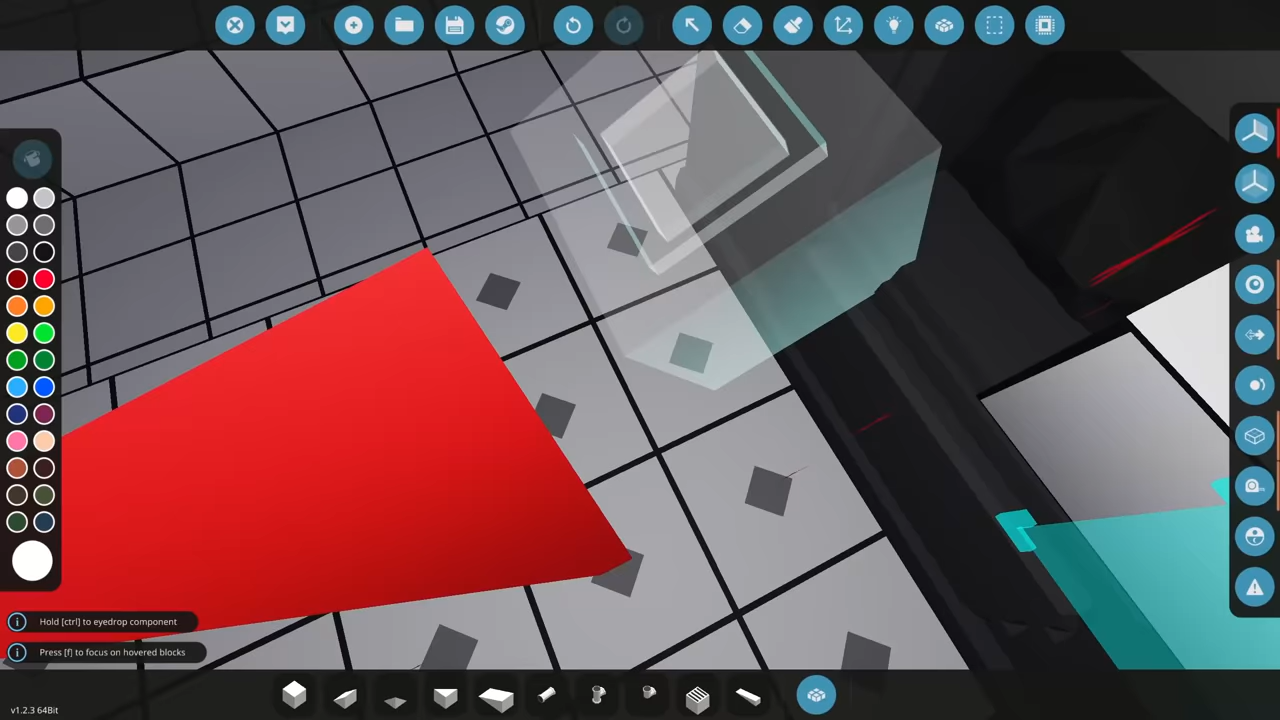 Hold [ctrl] to eyedrop component
Press [f] to focus on hovered blocks
v1.2.3 64Bit